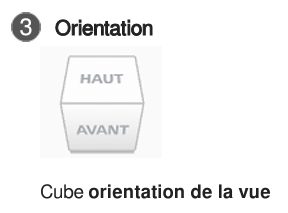 3 Orientation
HAUT
AVANT
Cube orientation de la vue